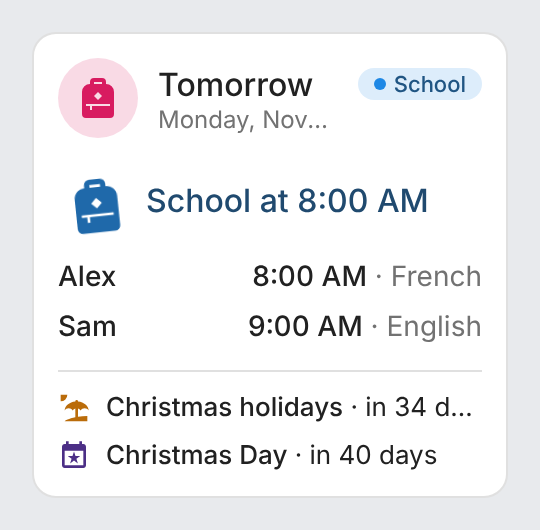 Tomorrow
School
Monday, Nov...
School at 8:00 AM
Alex 8:00 AM · French
Sam 9:00 AM · English
Christmas holidays · in 34 d...
Christmas Day · in 40 days